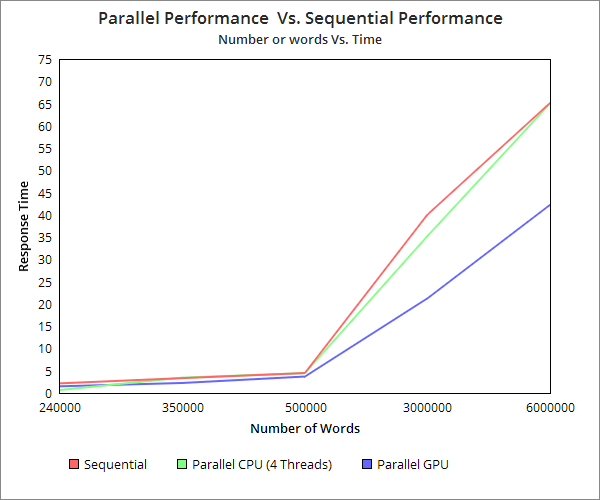 Parallel Performance  Vs. Sequential Performance
Number or words Vs. Time
75
70
65
60
55
50
45
40
35
30
25
20
15
10
5
0
Response Time
240000 350000 500000 3000000 6000000
Number of Words
Sequential Parallel CPU (4 Threads) Parallel GPU